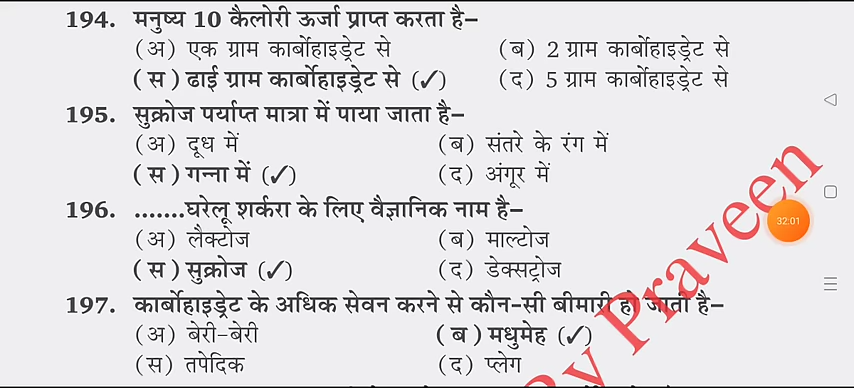 194. मनुष्य 10 कैलोरी ऊर्जा प्राप्त करता है–
(अ) एक ग्राम कार्बोहाइड्रेट से (ब) 2 ग्राम कार्बोहाइड्रेट से
(स) ढाई ग्राम कार्बोहाइड्रेट से (✓) (द) 5 ग्राम कार्बोहाइड्रेट से
195. सुक्रोज पर्याप्त मात्रा में पाया जाता है–
(अ) दूध में (ब) संतरे के रंग में
(स) गन्ना में (✓) (द) अंगूर में
196. .......घरेलू शर्करा के लिए वैज्ञानिक नाम है–
(अ) लैक्टोज (ब) माल्टोज
(स) सुक्रोज (✓) (द) डेक्सट्रोज
197. कार्बोहाइड्रेट के अधिक सेवन करने से कौन-सी बीमारी हो जाती है–
(अ) बेरी-बेरी (ब) मधुमेह (✓)
(स) तपेदिक (द) प्लेग
By Praveen
32:01